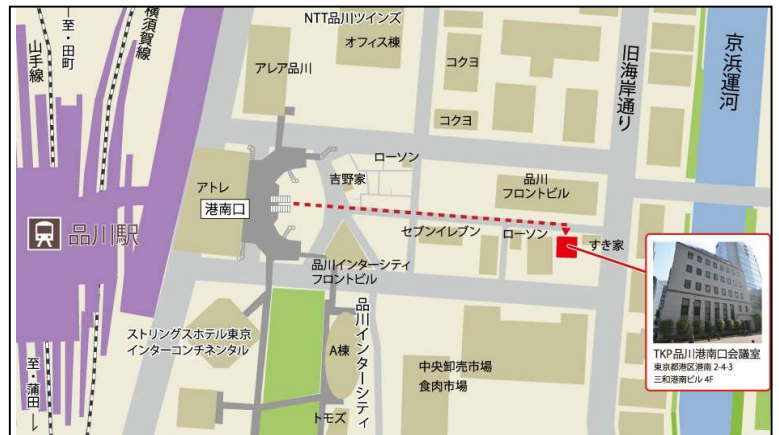 NTT品川ツインズ
オフィス棟
至・田町
山手線
横須賀線
アレア品川
コクヨ
旧海岸通り
京浜運河
コクヨ
ローソン
吉野家
品川
フロントビル
アトレ
港南口
品川駅
セブンイレブン
ローソン
すき家
品川インターシティ
フロントビル
ストリングスホテル東京
インターコンチネンタル
品川インターシティ
A棟
中央卸売市場
食肉市場
トモズ
至・蒲田
TKP品川港南口会議室
東京都港区港南 2-4-3
三和港南ビル 4F